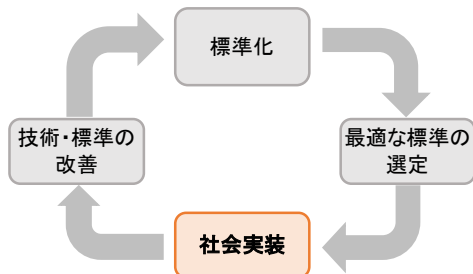 標準化
技術・標準の
改善
最適な標準の
選定
社会実装